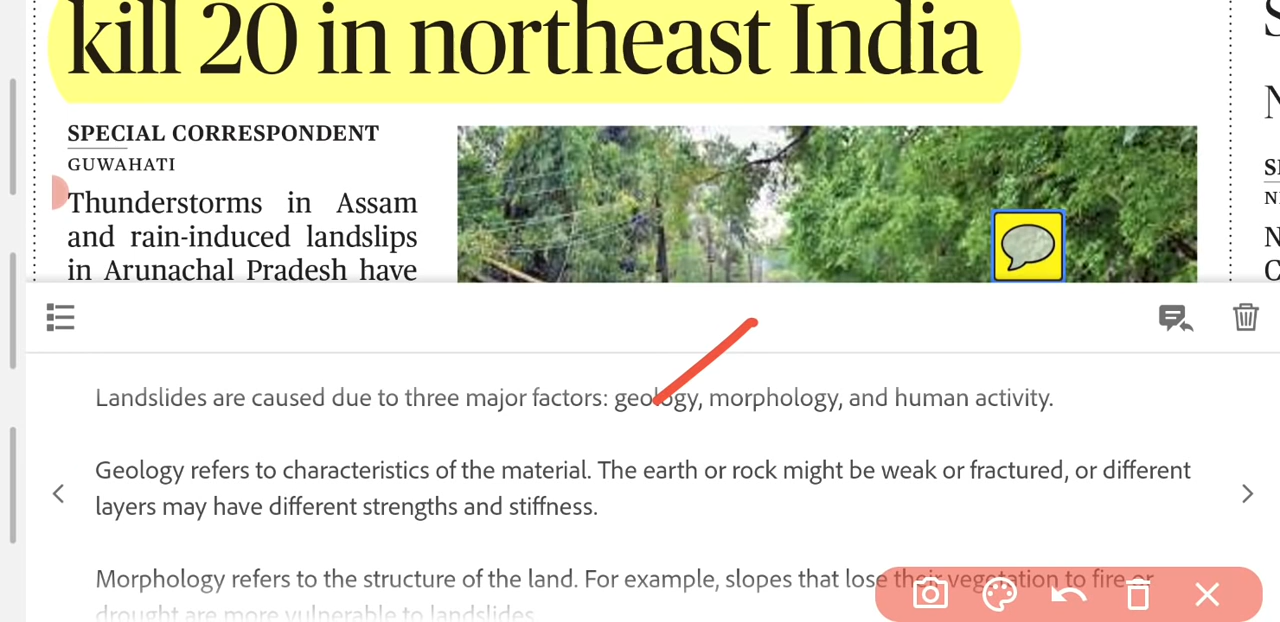 kill 20 in northeast India
SPECIAL CORRESPONDENT
GUWAHATI
Thunderstorms in Assam
and rain-induced landslips
in Arunachal Pradesh have
Landslides are caused due to three major factors: geology, morphology, and human activity.
Geology refers to characteristics of the material. The earth or rock might be weak or fractured, or different
layers may have different strengths and stiffness.
Morphology refers to the structure of the land. For example, slopes that lose their vegetation to fire or
drought are more vulnerable to landslides